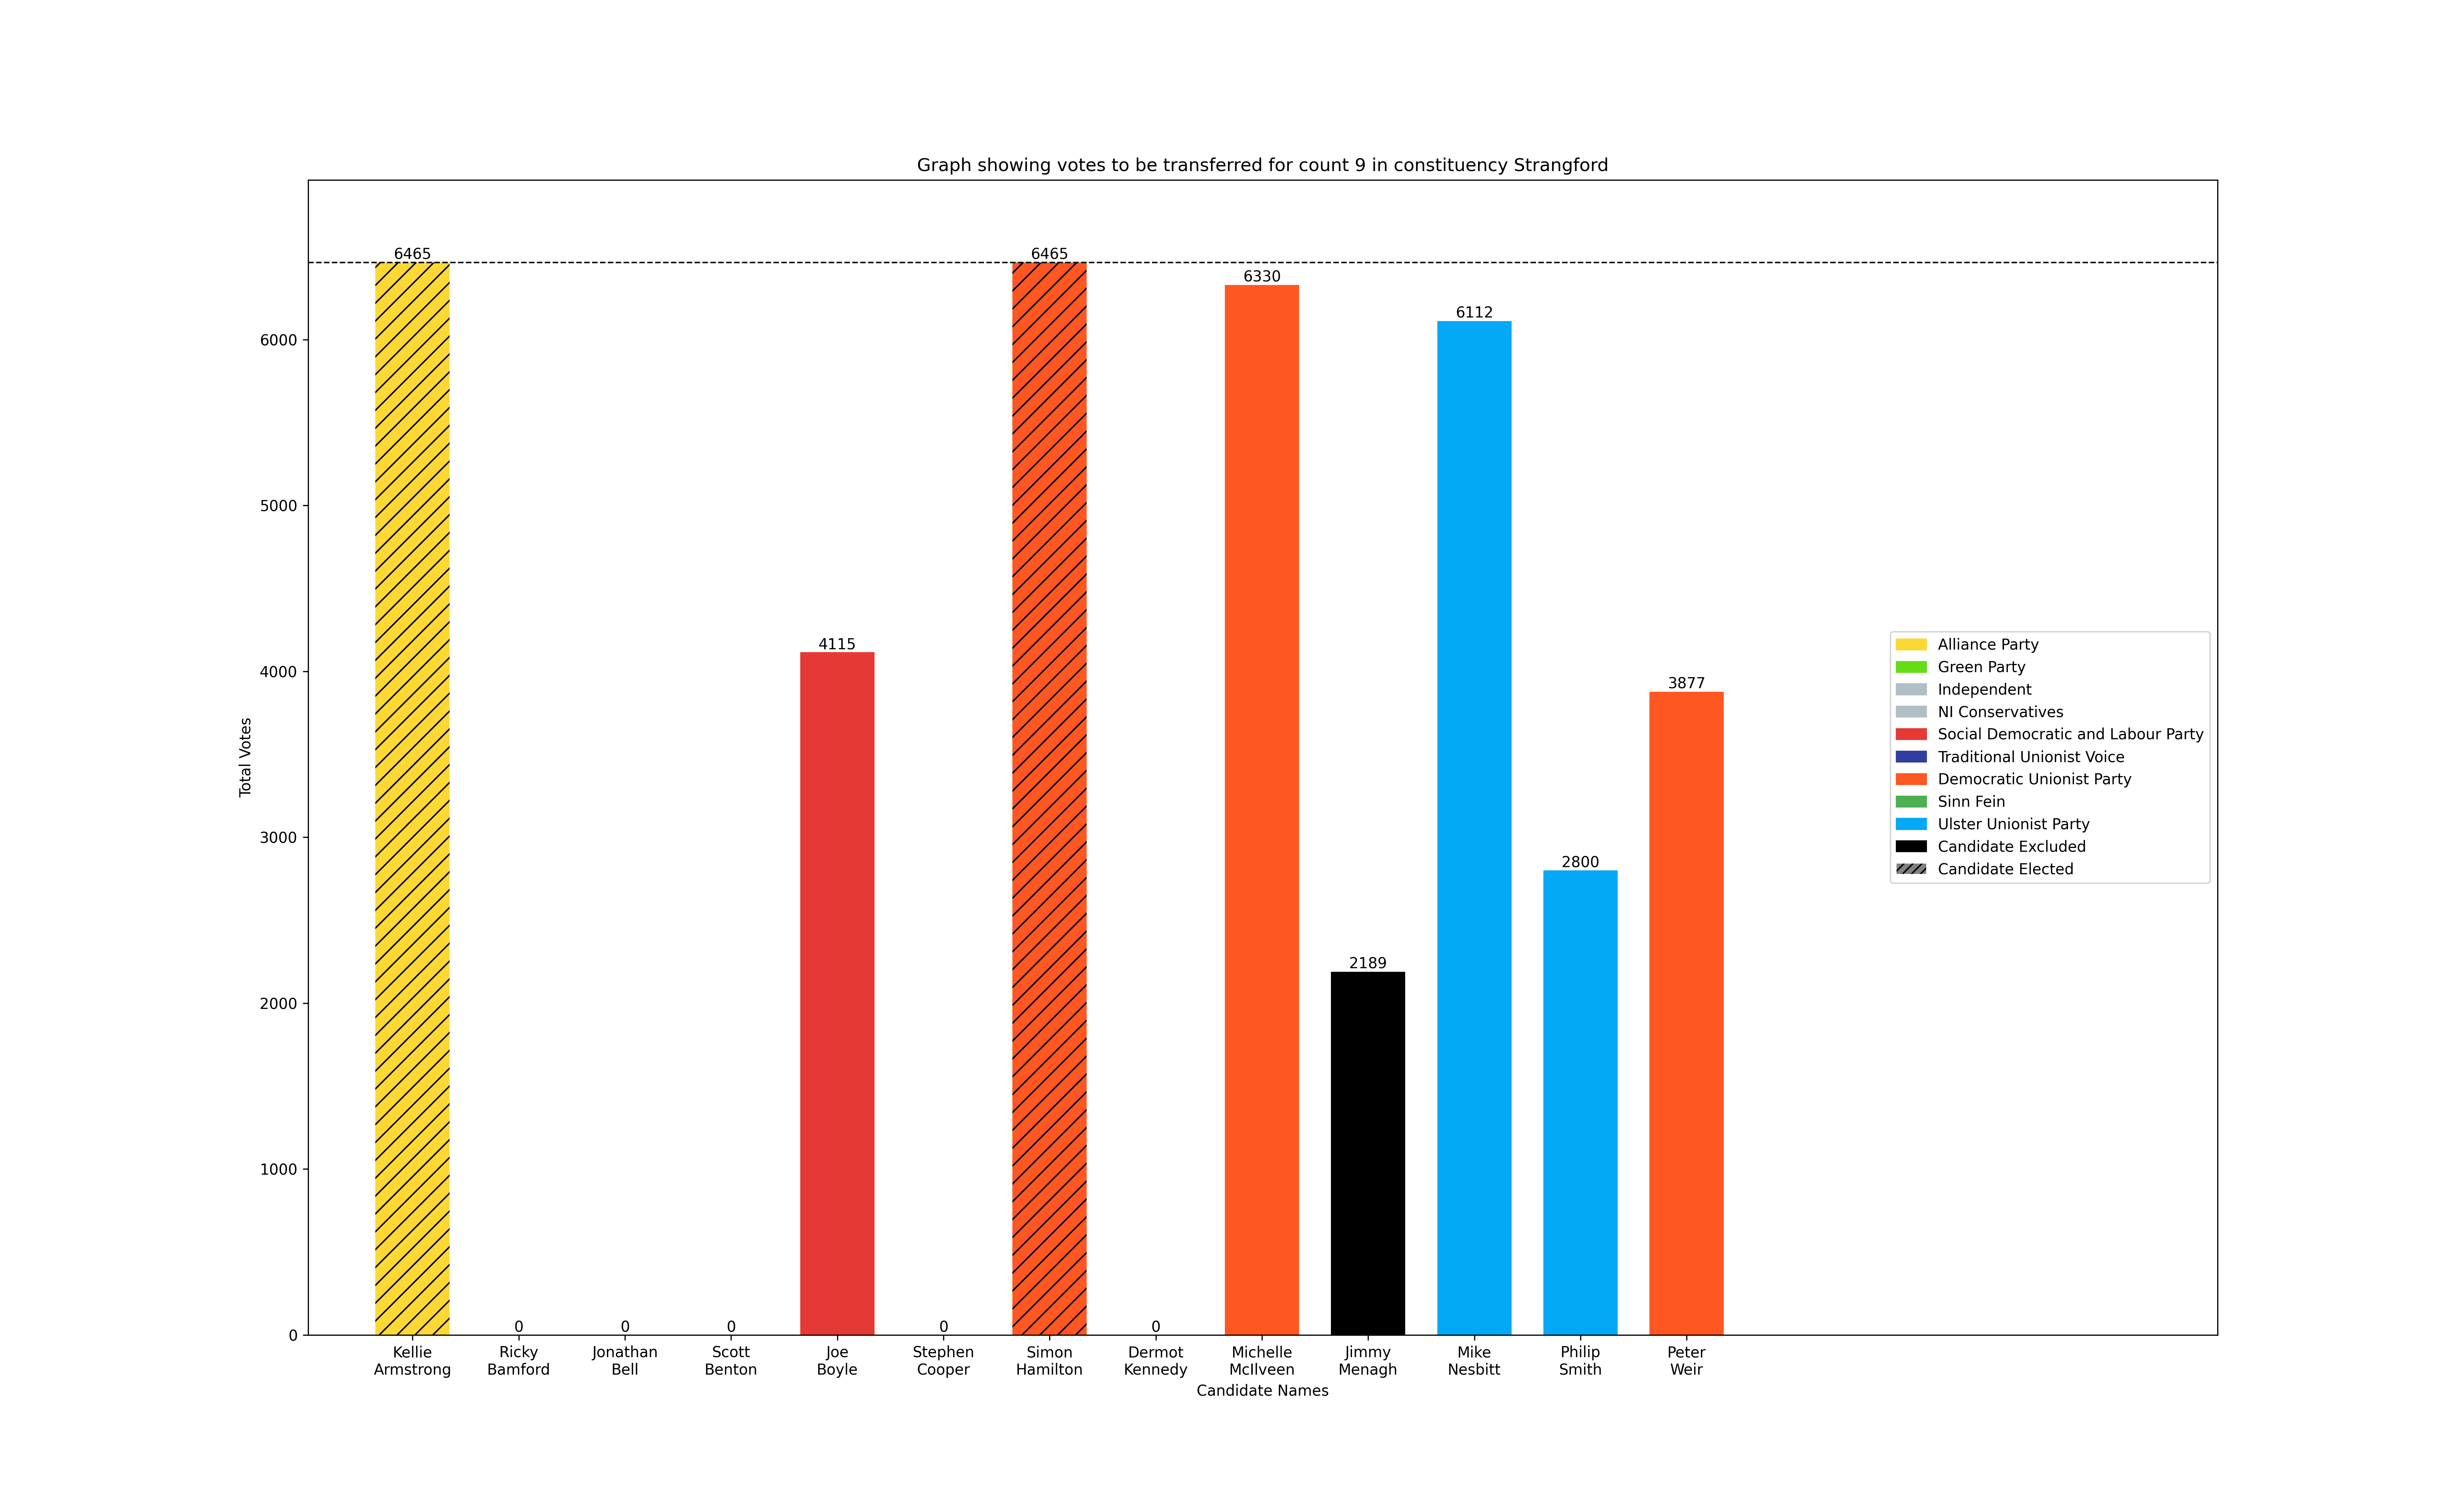 Graph showing votes to be transferred for count 9 in constituency Strangford
6465
6465
6330
6112
6000
5000
4115
4000
3877
3000
2800
2189
2000
1000
0
0
0
0
0
0
Total Votes
Alliance Party
Green Party
Independent
NI Conservatives
Social Democratic and Labour Party
Traditional Unionist Voice
Democratic Unionist Party
Sinn Fein
Ulster Unionist Party
Candidate Excluded
Candidate Elected
Kellie
Armstrong
Ricky
Bamford
Jonathan
Bell
Scott
Benton
Joe
Boyle
Stephen
Cooper
Simon
Hamilton
Dermot
Kennedy
Michelle
McIlveen
Jimmy
Menagh
Mike
Nesbitt
Philip
Smith
Peter
Weir
Candidate Names